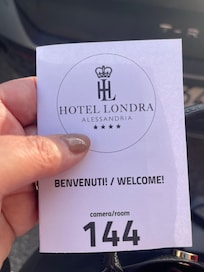 HL
HOTEL LONDRA
ALESSANDRIA
★★★★
BENVENUTI! / WELCOME!
camera/room
144